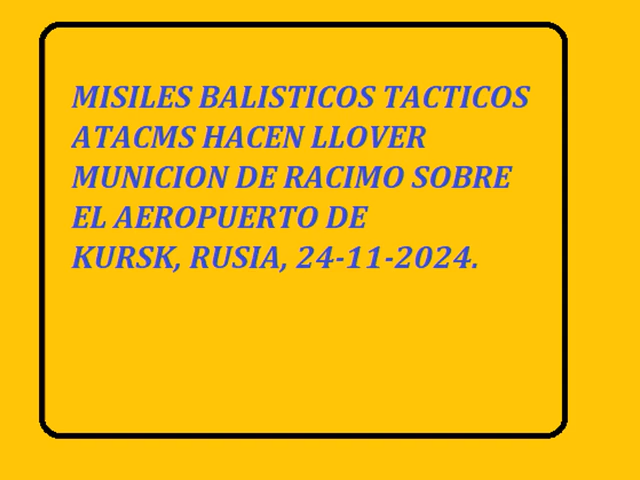 MISILES BALISTICOS TACTICOS
ATACMS HACEN LLOVER
MUNICION DE RACIMO SOBRE
EL AEROPUERTO DE
KURSK, RUSIA, 24-11-2024.